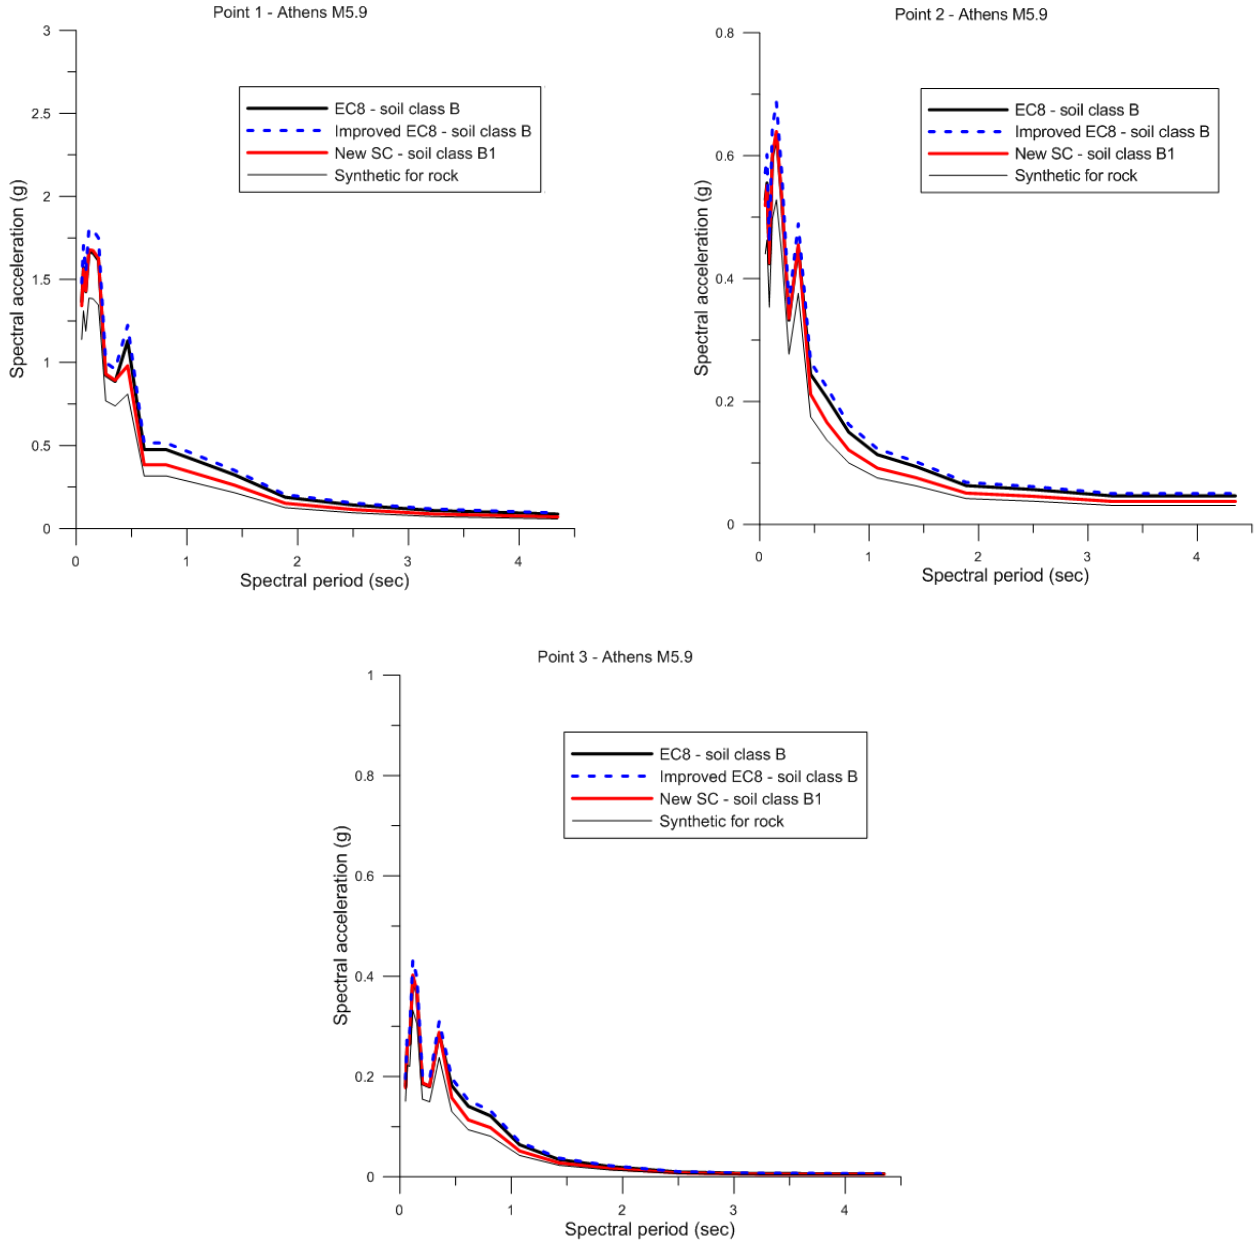 Point 1 - Athens M5.9
3
2.5
2
1.5
1
0.5
0
Spectral acceleration (g)
EC8 - soil class B
Improved EC8 - soil class B
New SC - soil class B1
Synthetic for rock
0 1 2 3 4
Spectral period (sec)
Point 2 - Athens M5.9
0.8
0.6
0.4
0.2
0
Spectral acceleration (g)
EC8 - soil class B
Improved EC8 - soil class B
New SC - soil class B1
Synthetic for rock
0 1 2 3 4
Spectral period (sec)
Point 3 - Athens M5.9
1
0.8
0.6
0.4
0.2
0
Spectral acceleration (g)
EC8 - soil class B
Improved EC8 - soil class B
New SC - soil class B1
Synthetic for rock
0 1 2 3 4
Spectral period (sec)